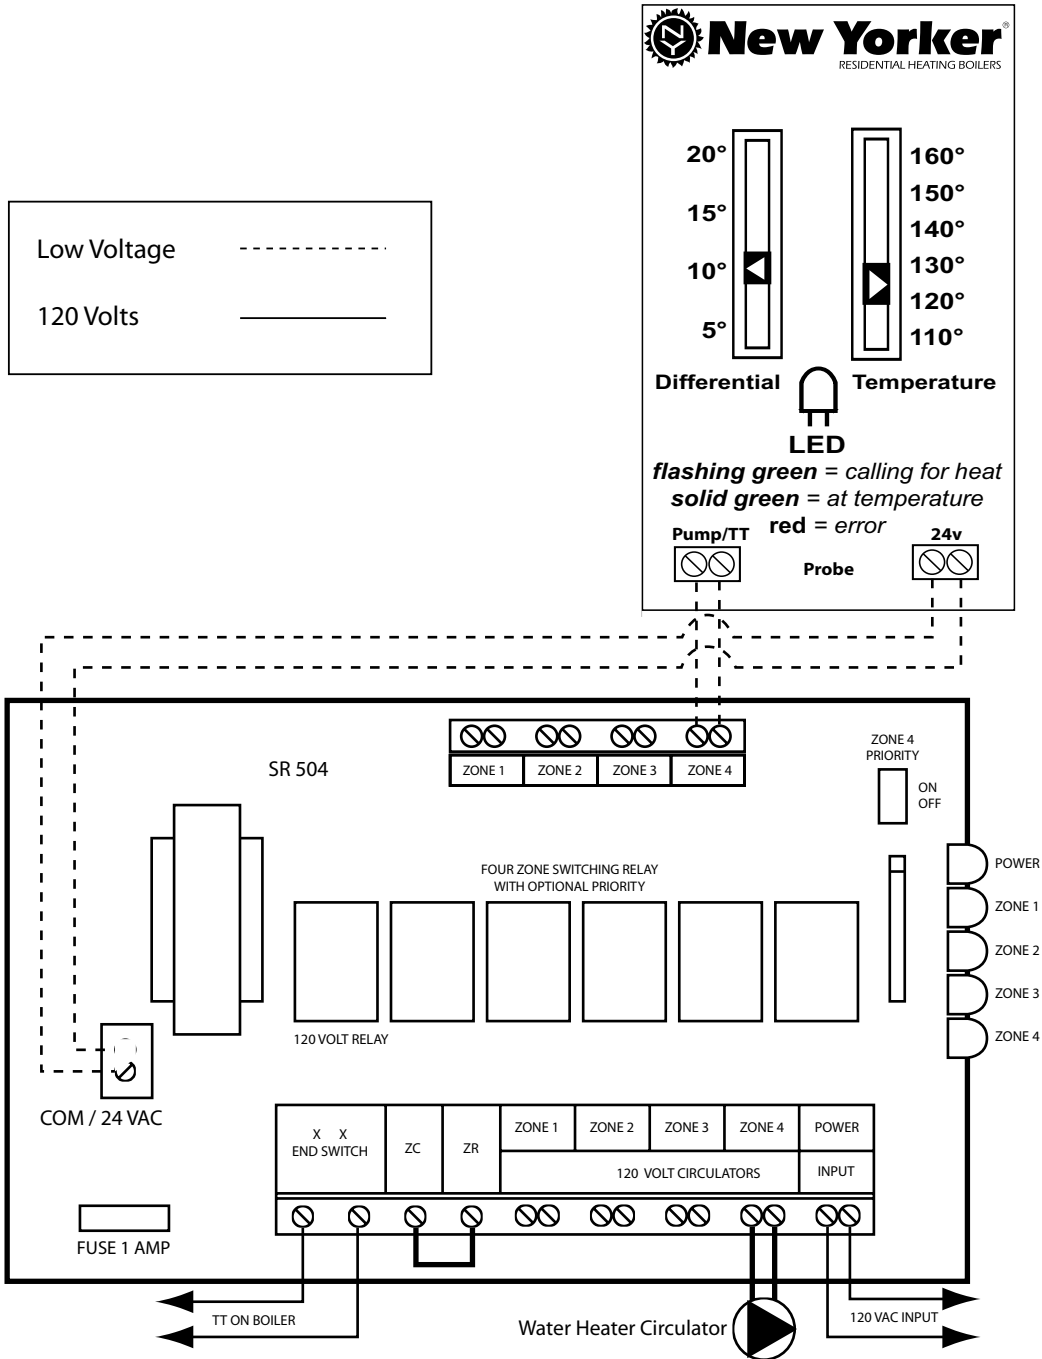 NY New Yorker®
RESIDENTIAL HEATING BOILERS
20°
15°
10°
5°
160°
150°
140°
130°
120°
110°
Differential
Temperature
LED
flashing green = calling for heat
solid green = at temperature
red = error
Pump/TT
Probe
24v
Low Voltage
120 Volts
SR 504
ZONE 1 ZONE 2 ZONE 3 ZONE 4
ZONE 4
PRIORITY
ON
OFF
POWER
ZONE 1
ZONE 2
ZONE 3
ZONE 4
FOUR ZONE SWITCHING RELAY
WITH OPTIONAL PRIORITY
120 VOLT RELAY
COM / 24 VAC
FUSE 1 AMP
X X
END SWITCH
ZC
ZR
ZONE 1 ZONE 2 ZONE 3 ZONE 4
120 VOLT CIRCULATORS
POWER
INPUT
TT ON BOILER
Water Heater Circulator
120 VAC INPUT